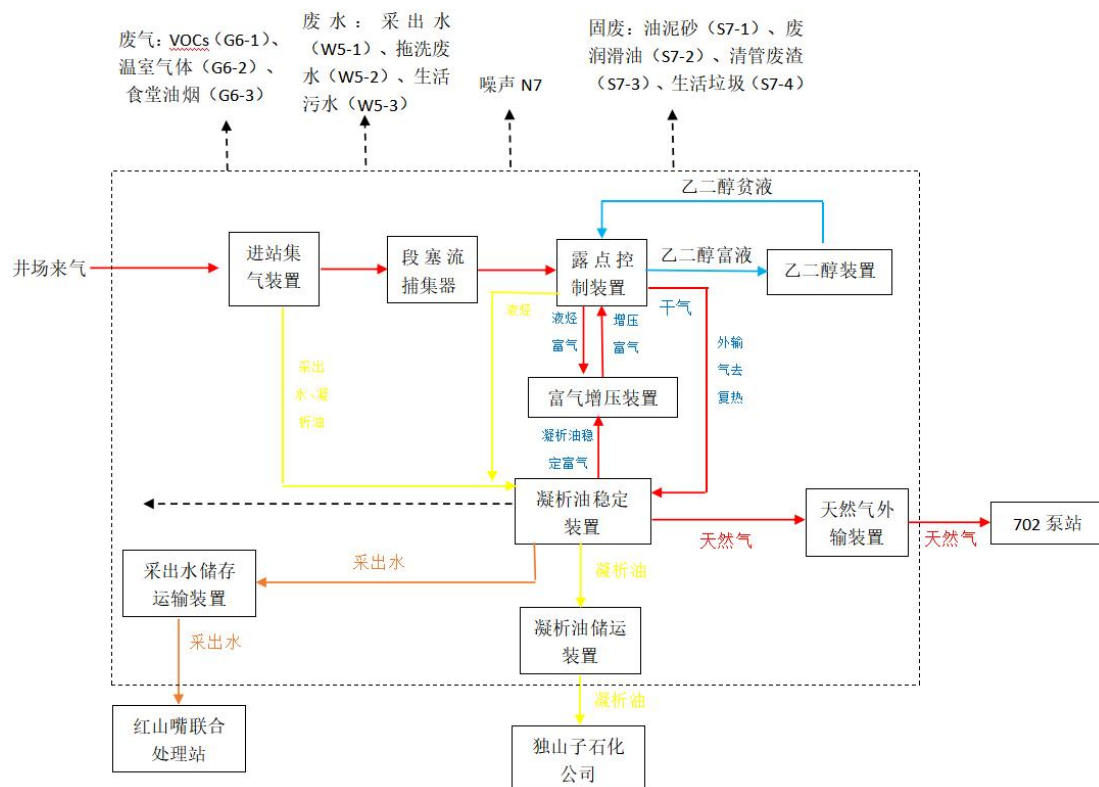 废气：VOCs（G6-1）、
温室气体（G6-2）、
食堂油烟（G6-3）
废水：采出水
（W5-1）、拖洗废
水（W5-2）、生活
污水（W5-3）
噪声 N7
固废：油泥砂（S7-1）、废
润滑油（S7-2）、清管废渣
（S7-3）、生活垃圾（S7-4）
乙二醇贫液
井场来气
进站集
气装置
段塞流
捕集器
露点控
制装置
乙二醇富液
乙二醇装置
液烃
干气
液烃
富气
增压
富气
外输
气去
复热
采出
水、凝
析油
富气增压装置
凝析油稳
定富气
凝析油稳定
装置
天然气
天然气外
输装置
天然气
702 泵站
采出水
采出水储存
运输装置
凝析油
采出水
凝析油储运
装置
凝析油
红山嘴联合
处理站
独山子石化
公司